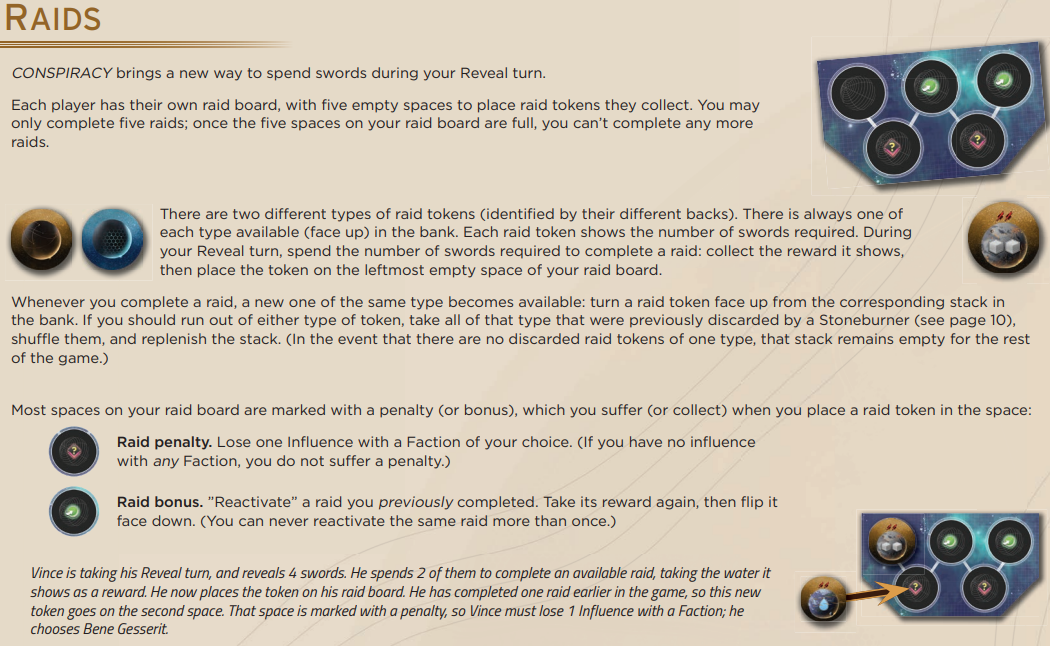 RAIDS
CONSPIRACY brings a new way to spend swords during your Reveal turn.
Each player has their own raid board, with five empty spaces to place raid tokens they collect. You may
only complete five raids; once the five spaces on your raid board are full, you can’t complete any more
raids.
There are two different types of raid tokens (identified by their different backs). There is always one of
each type available (face up) in the bank. Each raid token shows the number of swords required. During
your Reveal turn, spend the number of swords required to complete a raid: collect the reward it shows,
then place the token on the leftmost empty space of your raid board.
Whenever you complete a raid, a new one of the same type becomes available: turn a raid token face up from the corresponding stack in
the bank. If you should run out of either type of token, take all of that type that were previously discarded by a Stoneburner (see page 10),
shuffle them, and replenish the stack. (In the event that there are no discarded raid tokens of one type, that stack remains empty for the rest
of the game.)
Most spaces on your raid board are marked with a penalty (or bonus), which you suffer (or collect) when you place a raid token in the space:
Raid penalty. Lose one Influence with a Faction of your choice. (If you have no influence
with any Faction, you do not suffer a penalty.)
Raid bonus. ”Reactivate” a raid you previously completed. Take its reward again, then flip it
face down. (You can never reactivate the same raid more than once.)
Vince is taking his Reveal turn, and reveals 4 swords. He spends 2 of them to complete an available raid, taking the water it
shows as a reward. He now places the token on his raid board. He has completed one raid earlier in the game, so this new
token goes on the second space. That space is marked with a penalty, so Vince must lose 1 Influence with a Faction; he
chooses Bene Gesserit.